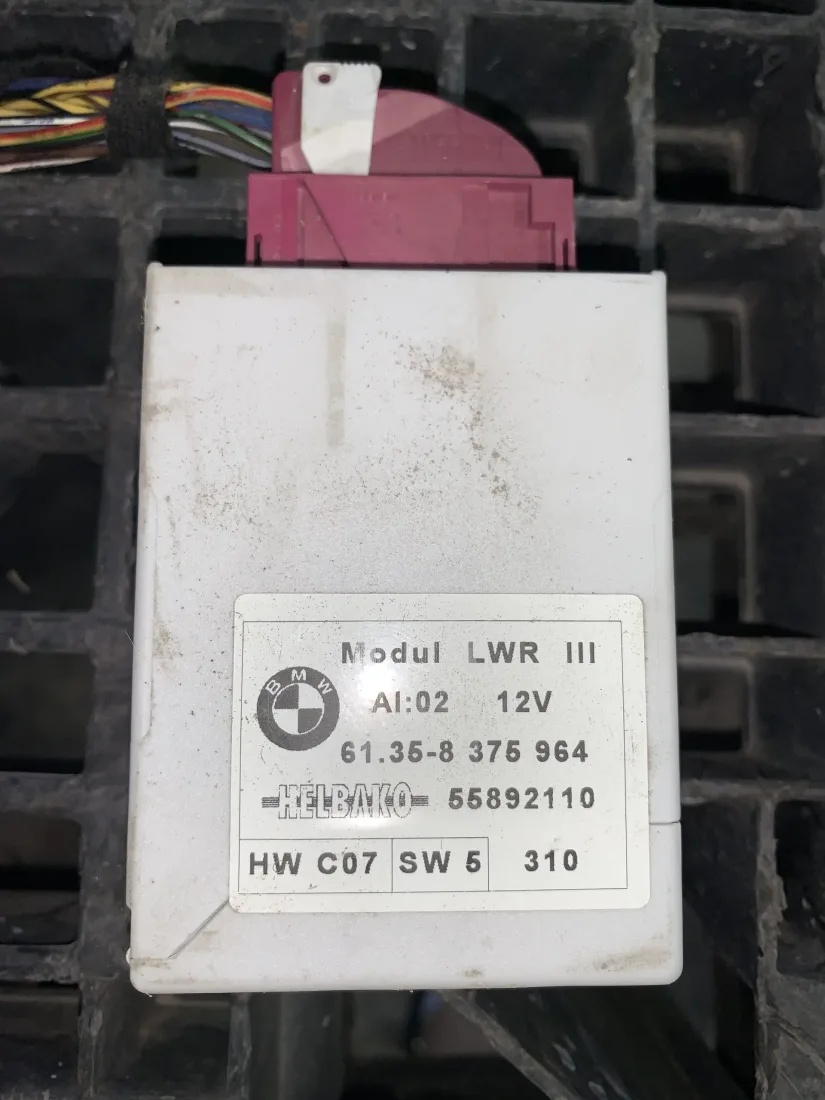 Modul LWR III
BMW
AI:02 12V
61.35-8 375 964
HELBAKO 55892110
HW C07 SW 5 310